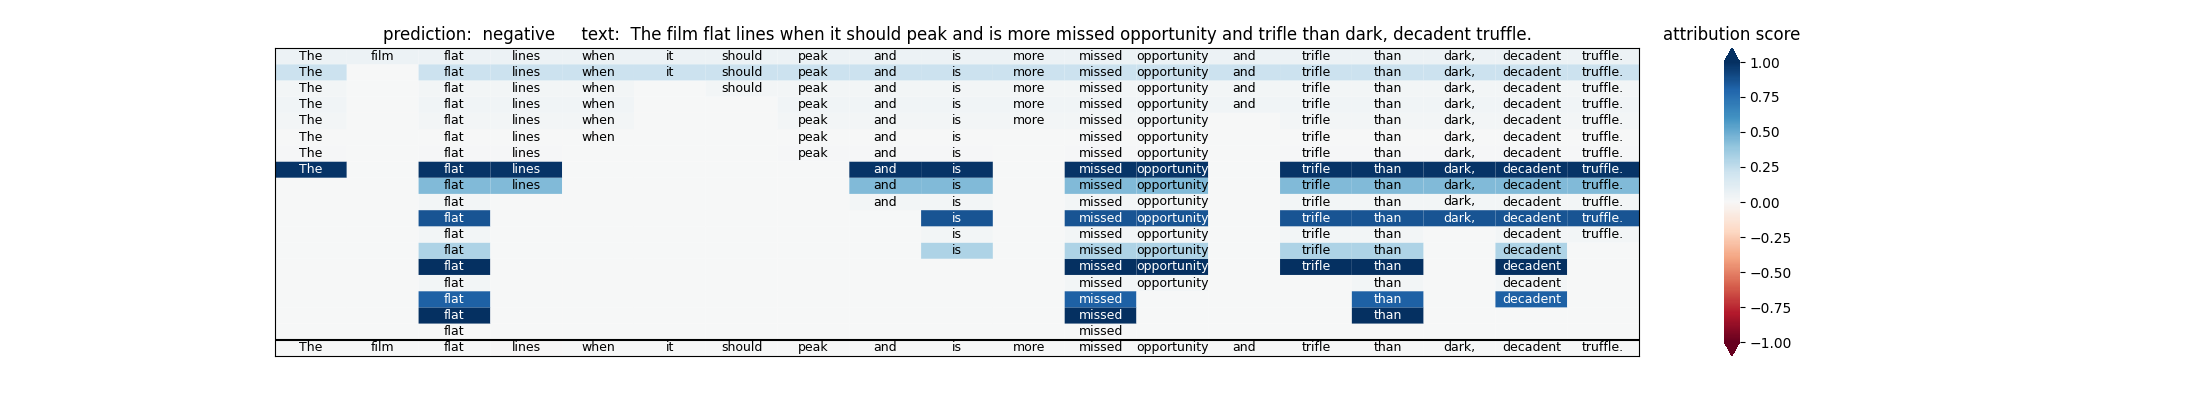 prediction: negative text: The film flat lines when it should peak and is more missed opportunity and trifle than dark, decadent truffle.
attribution score
The film flat lines when it should peak and is more missed opportunity and trifle than dark, decadent truffle.
The flat lines when it should peak and is more missed opportunity and trifle than dark, decadent truffle.
The flat lines when should peak and is more missed opportunity and trifle than dark, decadent truffle.
The flat lines when peak and is more missed opportunity and trifle than dark, decadent truffle.
The flat lines when peak and is more missed opportunity trifle than dark, decadent truffle.
The flat lines when peak and is missed opportunity trifle than dark, decadent truffle.
The flat lines peak and is missed opportunity trifle than dark, decadent truffle.
The flat lines and is missed opportunity trifle than dark, decadent truffle.
flat lines and is missed opportunity trifle than dark, decadent truffle.
flat and is missed opportunity trifle than dark, decadent truffle.
flat is missed opportunity trifle than dark, decadent truffle.
flat is missed opportunity trifle than decadent truffle.
flat is missed opportunity trifle than decadent
flat missed opportunity trifle than decadent
flat missed opportunity than decadent
flat missed than decadent
flat missed than
flat missed
The film flat lines when it should peak and is more missed opportunity and trifle than dark, decadent truffle.
1.00
0.75
0.50
0.25
0.00
−0.25
−0.50
−0.75
−1.00